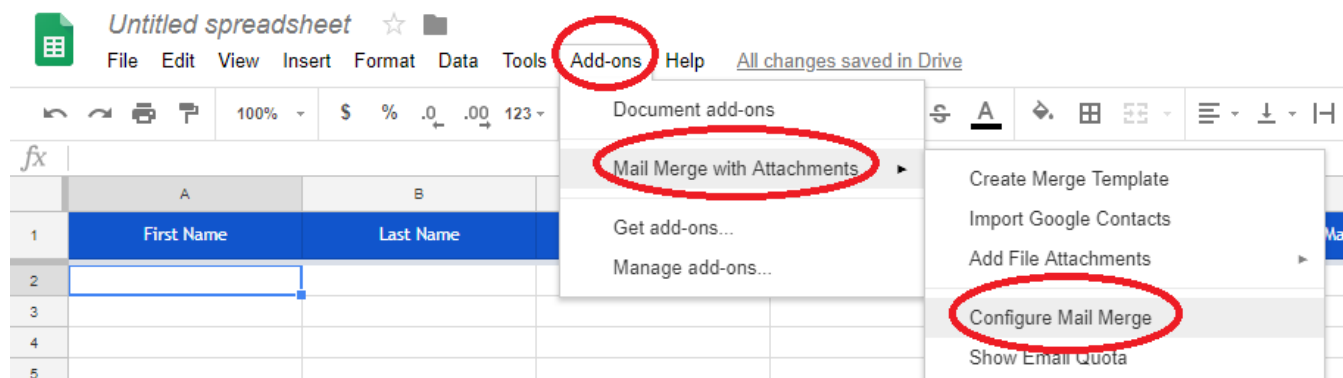 Untitled spreadsheet
File Edit View Insert Format Data Tools Add-ons Help All changes saved in Drive
100% $ % .0 .00 123 S A
fx
Document add-ons
Mail Merge with Attachments
Get add-ons...
Manage add-ons...
Create Merge Template
Import Google Contacts
Add File Attachments
Configure Mail Merge
Show Email Quota
A B
1 First Name Last Name Ma
2
3
4
5